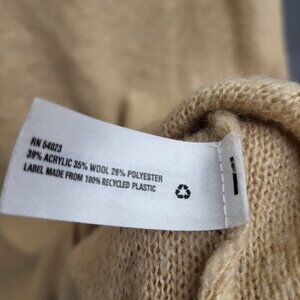 RN 54023
39% ACRYLIC 35% WOOL 26% POLYESTER
LABEL MADE FROM 100% RECYCLED PLASTIC